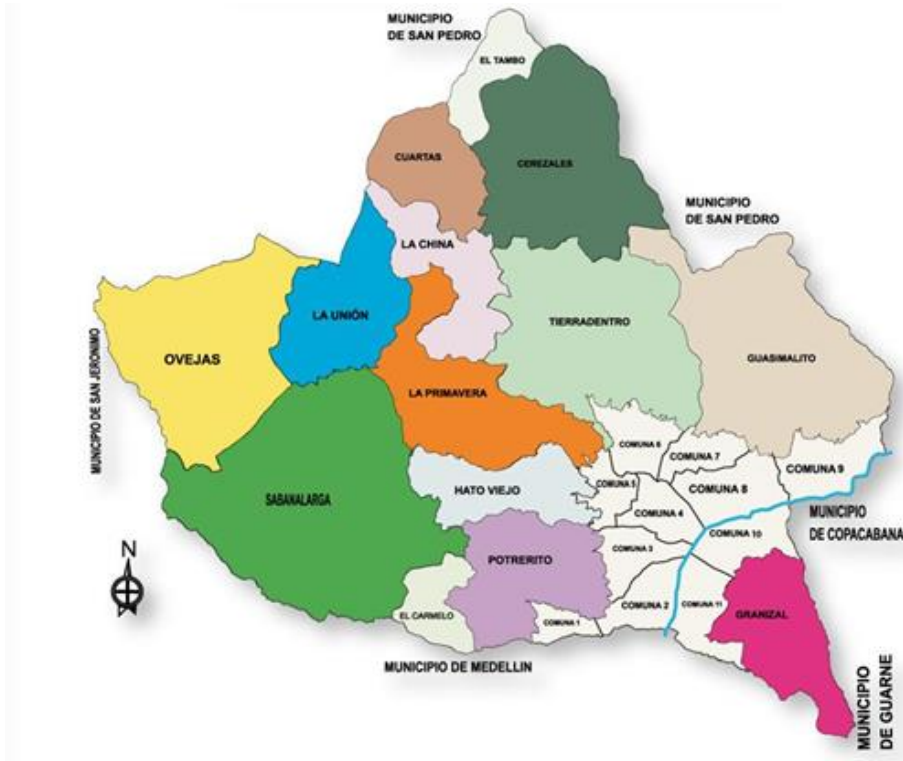 MUNICIPIO
DE SAN PEDRO
EL TAMBO
CUARTAS
CEREZALES
MUNICIPIO
DE SAN PEDRO
LA CHINA
LA UNIÓN
TIERRADENTRO
OVEJAS
GUASIMALITO
MUNICIPIO DE SAN JERONIMO
LA PRIMAVERA
COMUNA 6
COMUNA 7
COMUNA 9
COMUNA 5
COMUNA 8
HATO VIEJO
SABANALARGA
COMUNA 4
MUNICIPIO
DE COPACABANA
COMUNA 10
COMUNA 3
N
POTRERITO
COMUNA 2
COMUNA 11
GRANIZAL
EL CARMELO
COMUNA 1
MUNICIPIO DE MEDELLIN
MUNICIPIO
DE GUARNE